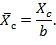 X̄c = Xc/b.